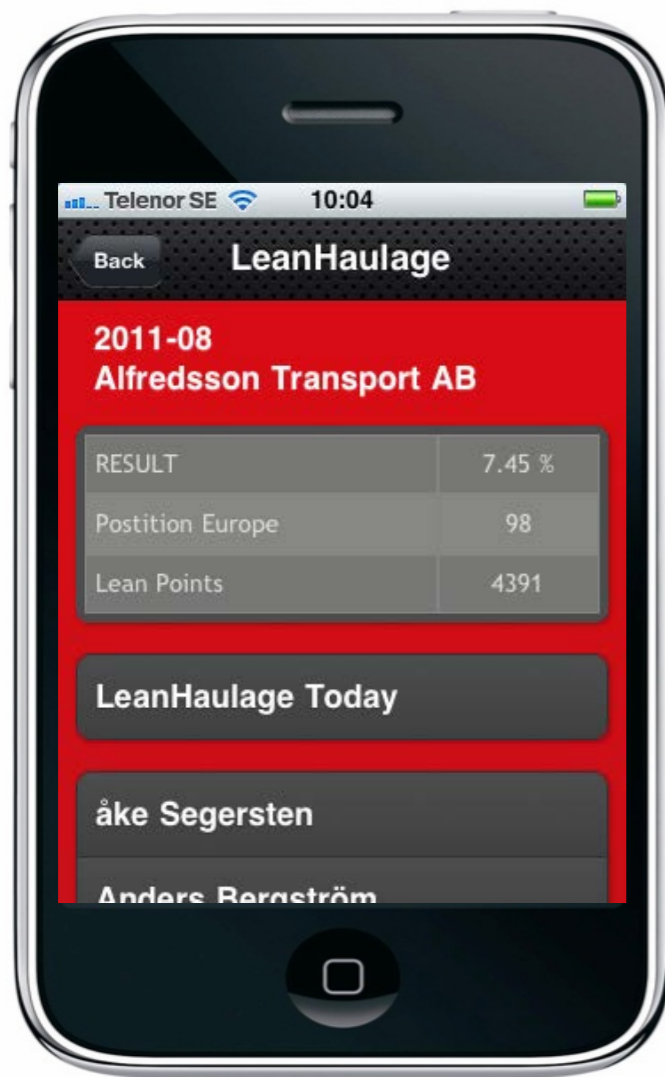 Telenor SE 10:04
Back LeanHaulage
2011-08
Alfredsson Transport AB
RESULT 7.45 %
Postition Europe 98
Lean Points 4391
LeanHaulage Today
åke Segersten
Anders Bergström